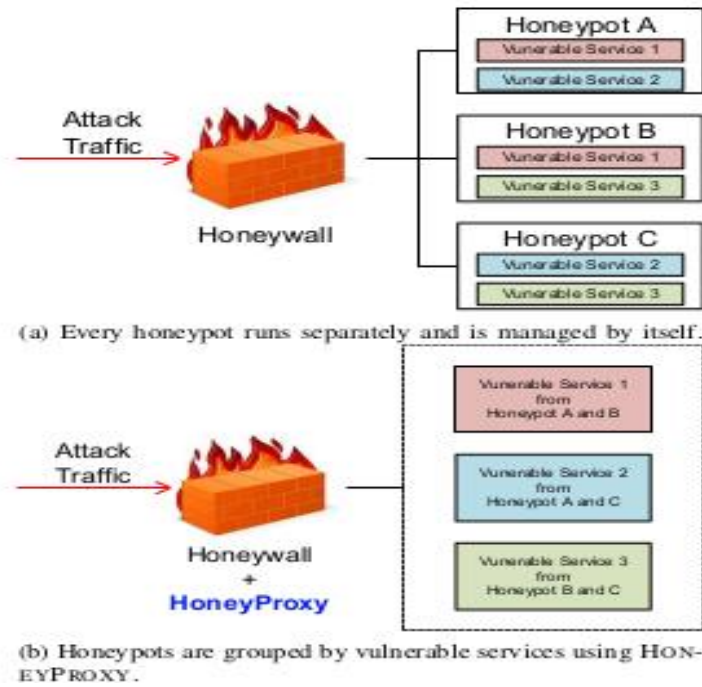 Honeypot A
Vunerable Service 1
Vunerable Service 2
Attack
Traffic
Honeywall
Honeypot B
Vunerable Service 1
Vunerable Service 3
Honeypot C
Vunerable Service 2
Vunerable Service 3
(a) Every honeypot runs separately and is managed by itself.
Attack
Traffic
Honeywall
+
HoneyProxy
Vunerable Service 1
from
Honeypot A and B
Vunerable Service 2
from
Honeypot A and C
Vunerable Service 3
from
Honeypot B and C
(b) Honeypots are grouped by vulnerable services using HON-
EYPROXY.